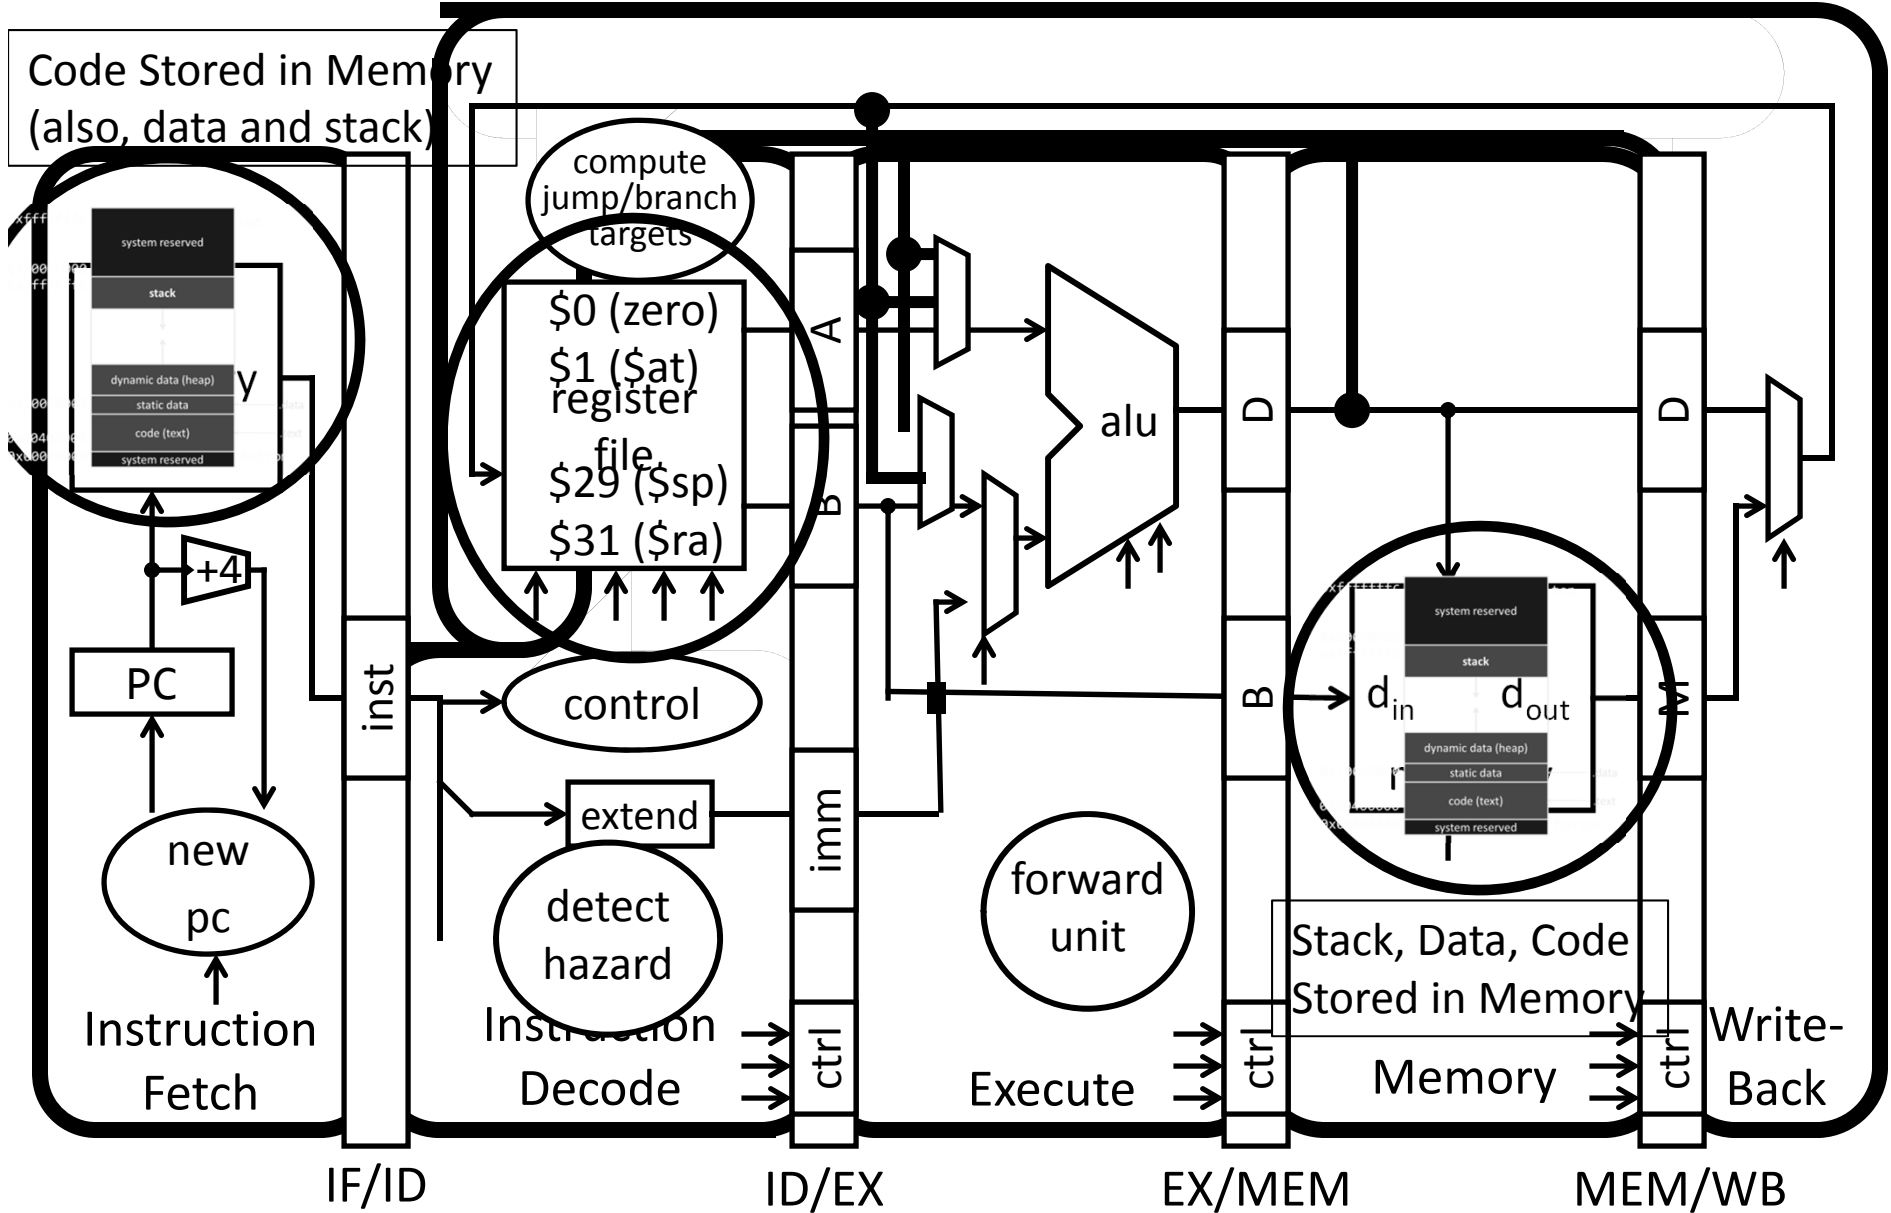 Code Stored in Memory
(also, data and stack)
system reserved
stack
dynamic data (heap)
static data
code (text)
system reserved
y
+4
PC
new
pc
Instruction
Fetch
inst
IF/ID
compute
jump/branch
targets
$0 (zero)
$1 ($at)
register
file
$29 ($sp)
$31 ($ra)
control
extend
detect
hazard
Instruction
Decode
A
B
imm
ctrl
ID/EX
alu
forward
unit
Execute
D
B
ctrl
EX/MEM
system reserved
stack
din
dout
dynamic data (heap)
static data
code (text)
system reserved
Stack, Data, Code
Stored in Memory
Memory
D
M
ctrl
MEM/WB
Write-
Back